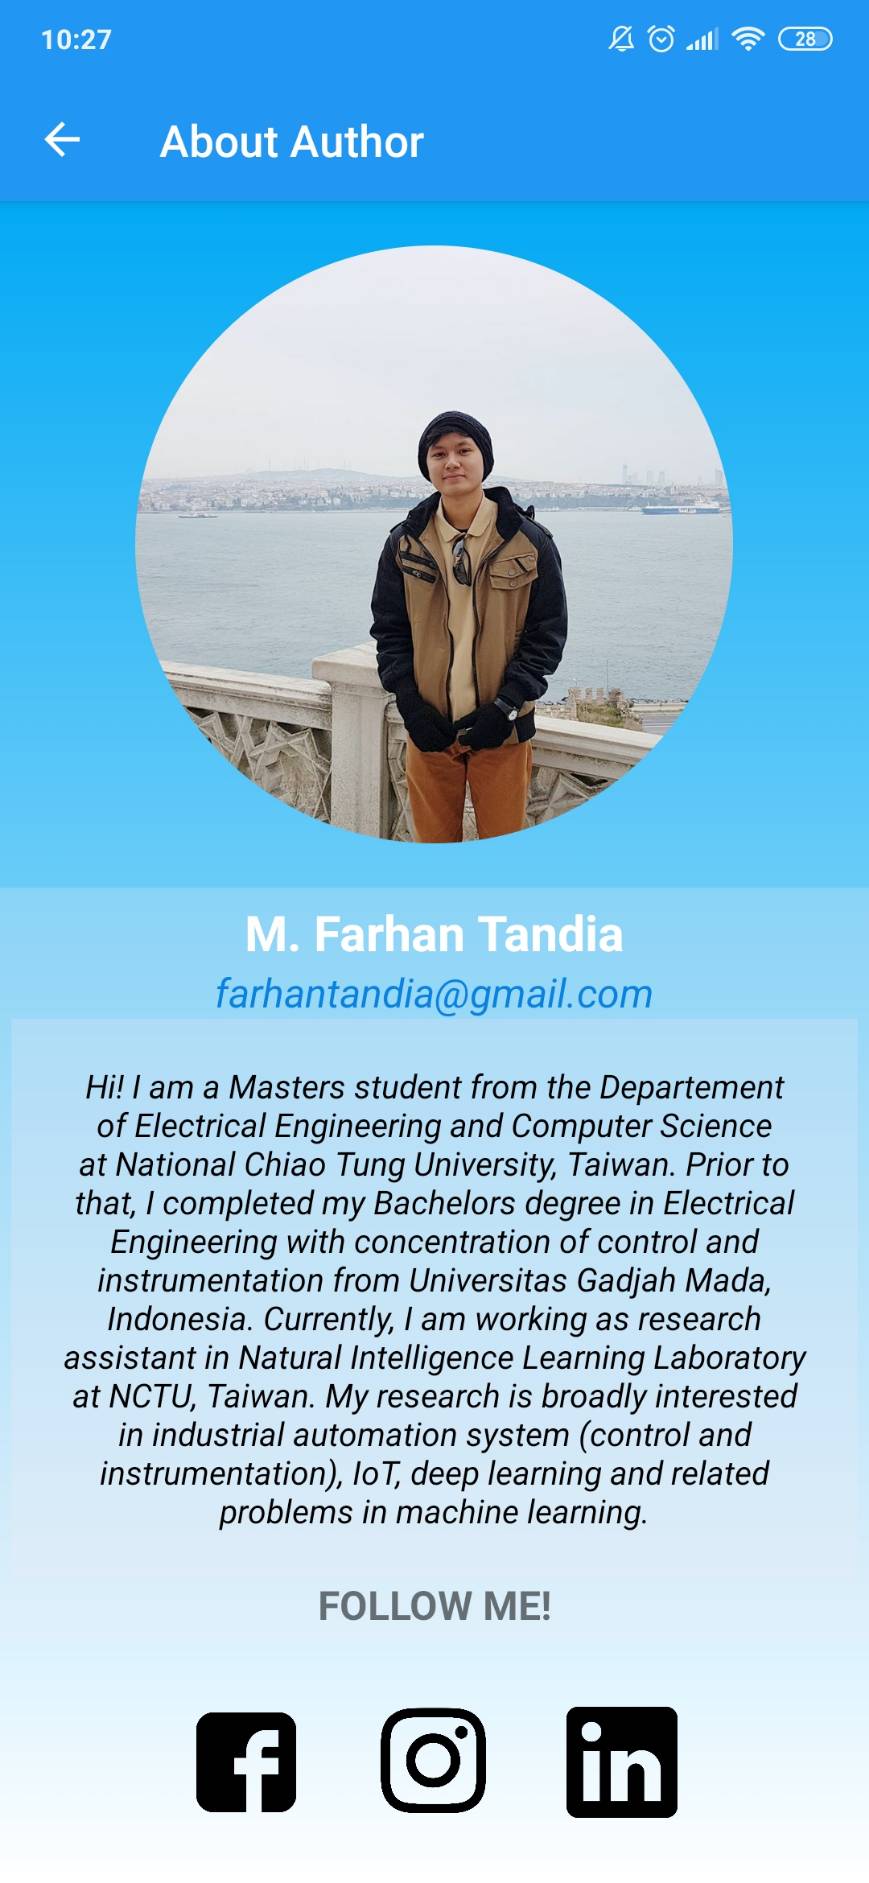 10:27
28
About Author
M. Farhan Tandia
farhantandia@gmail.com
Hi! I am a Masters student from the Departement
of Electrical Engineering and Computer Science
at National Chiao Tung University, Taiwan. Prior to
that, I completed my Bachelors degree in Electrical
Engineering with concentration of control and
instrumentation from Universitas Gadjah Mada,
Indonesia. Currently, I am working as research
assistant in Natural Intelligence Learning Laboratory
at NCTU, Taiwan. My research is broadly interested
in industrial automation system (control and
instrumentation), IoT, deep learning and related
problems in machine learning.
FOLLOW ME!
f
in